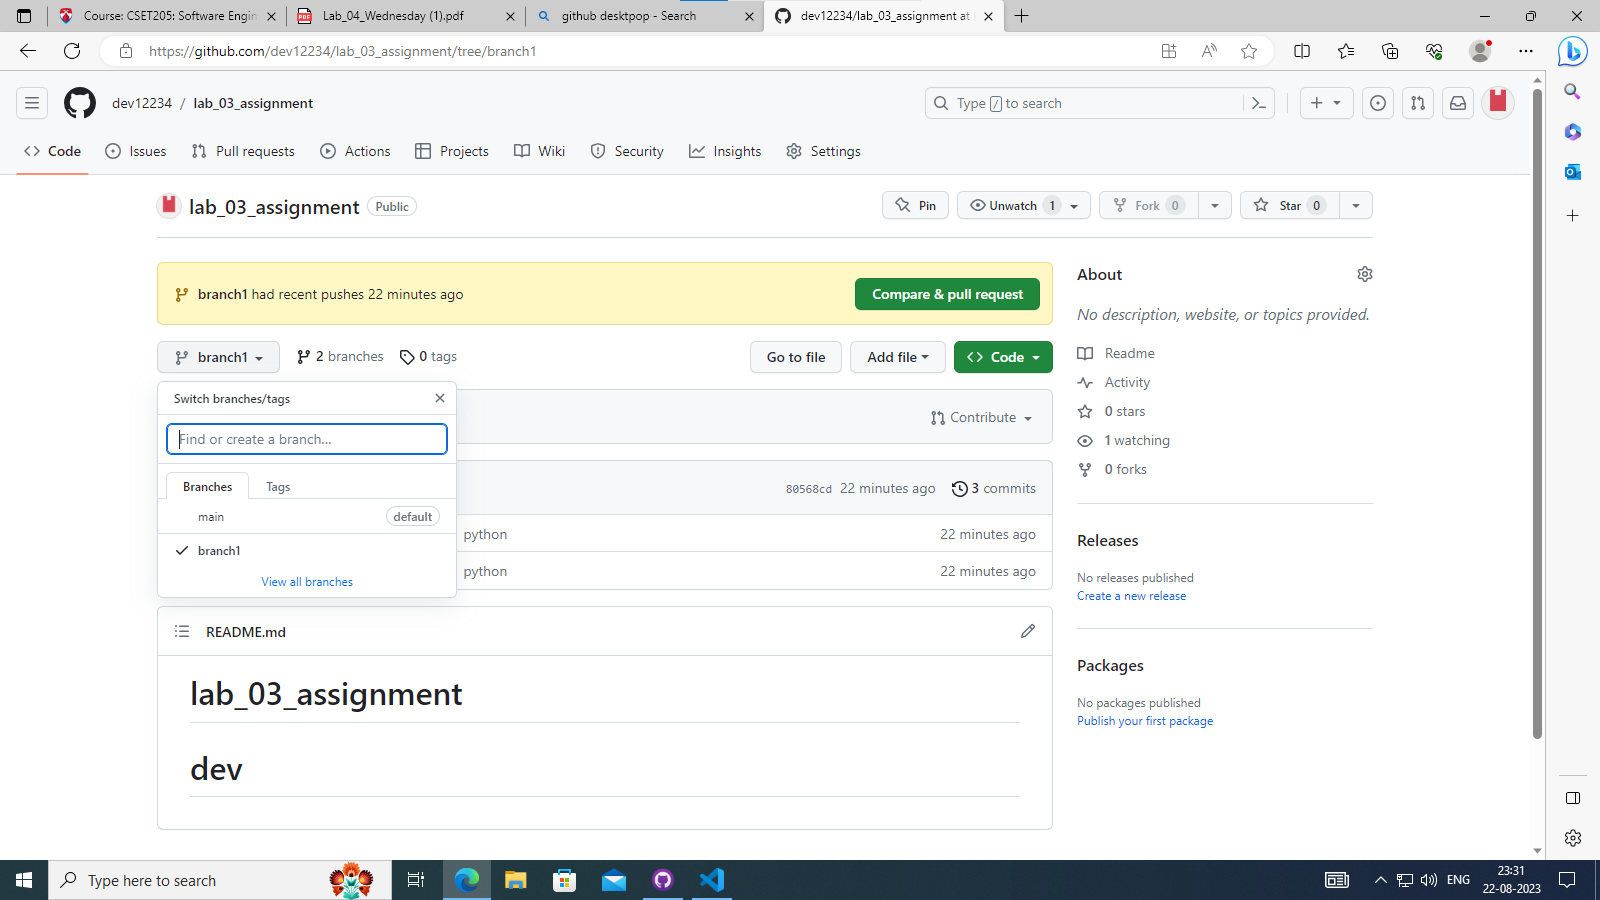 Course: CSET205: Software Engin
Lab_04_Wednesday (1).pdf
github desktpop - Search
dev12234/lab_03_assignment at
https://github.com/dev12234/lab_03_assignment/tree/branch1
dev12234 / lab_03_assignment
Type / to search
Code
Issues
Pull requests
Actions
Projects
Wiki
Security
Insights
Settings
lab_03_assignment Public
Pin
Unwatch 1
Fork 0
Star 0
branch1 had recent pushes 22 minutes ago
Compare & pull request
branch1
2 branches
0 tags
Go to file
Add file
Code
Switch branches/tags
Find or create a branch...
Branches
Tags
main default
branch1
View all branches
Contribute
80568cd 22 minutes ago 3 commits
python 22 minutes ago
python 22 minutes ago
README.md
lab_03_assignment
dev
About
No description, website, or topics provided.
Readme
Activity
0 stars
1 watching
0 forks
Releases
No releases published
Create a new release
Packages
No packages published
Publish your first package
Type here to search
ENG
23:31
22-08-2023